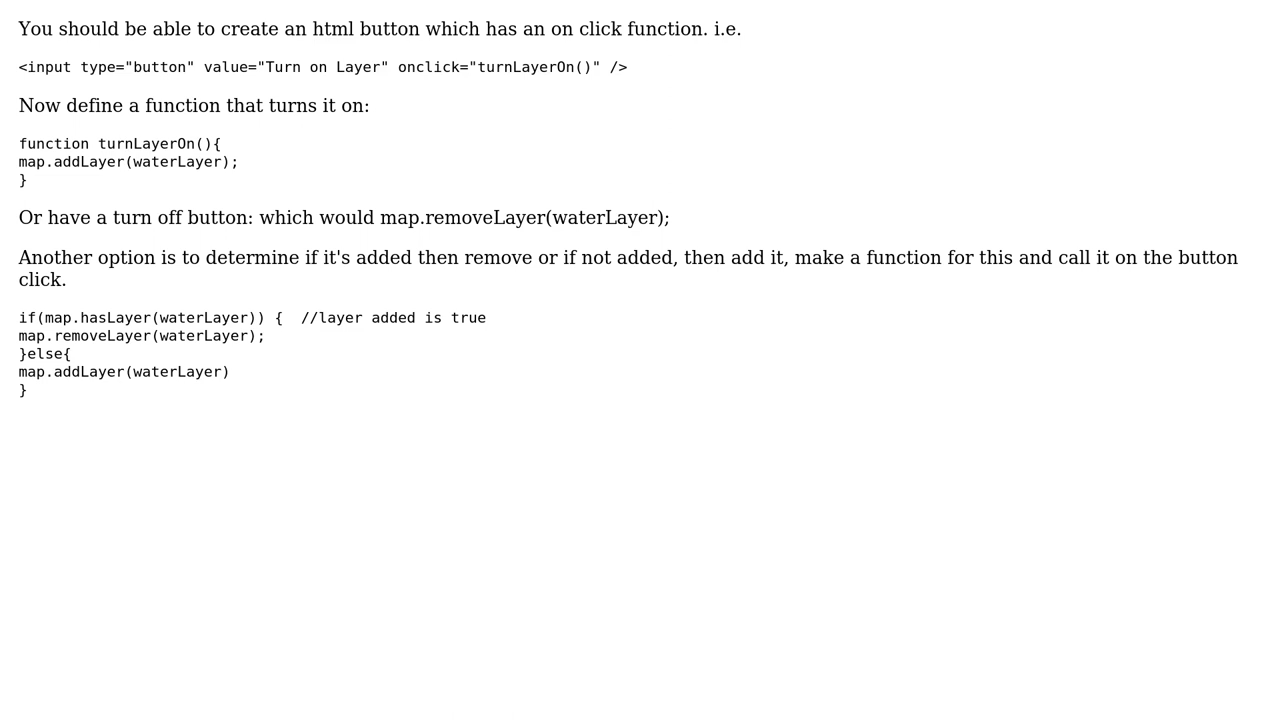 You should be able to create an html button which has an on click function. i.e.
<input type="button" value="Turn on Layer" onclick="turnLayerOn()" />
Now define a function that turns it on:
function turnLayerOn(){
map.addLayer(waterLayer);
}
Or have a turn off button: which would map.removeLayer(waterLayer);
Another option is to determine if it's added then remove or if not added, then add it, make a function for this and call it on the button
click.
if(map.hasLayer(waterLayer)) {  //layer added is true
map.removeLayer(waterLayer);
}else{
map.addLayer(waterLayer)
}